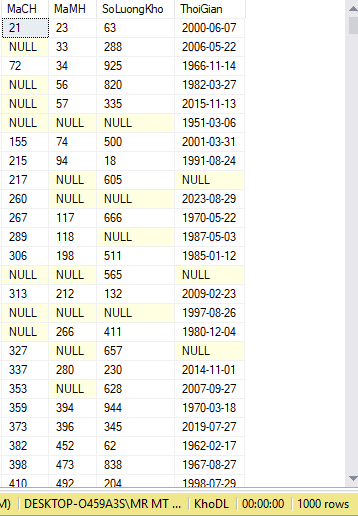 MaCH MaMH SoLuongKho ThoiGian
21 23 63 2000-06-07
NULL 33 288 2006-05-22
72 34 925 1966-11-14
NULL 56 820 1982-03-27
NULL 57 335 2015-11-13
NULL NULL NULL 1951-03-06
155 74 500 2001-03-31
215 94 18 1991-08-24
217 NULL 605 NULL
260 NULL NULL 2023-08-29
267 117 666 1970-05-22
289 118 NULL 1987-05-03
306 198 511 1985-01-12
NULL NULL 565 NULL
313 212 132 2009-02-23
NULL NULL NULL 1997-08-26
NULL 266 411 1980-12-04
327 NULL 657 NULL
337 280 230 2014-11-01
353 NULL 628 2007-09-27
359 394 944 1970-03-18
373 396 345 2019-07-27
382 452 62 1962-02-17
398 473 838 1967-08-27
410 492 204 1998-07-29
M) DESKTOP-O459A3S\MR MT ... KhoDL 00:00:00 1000 rows